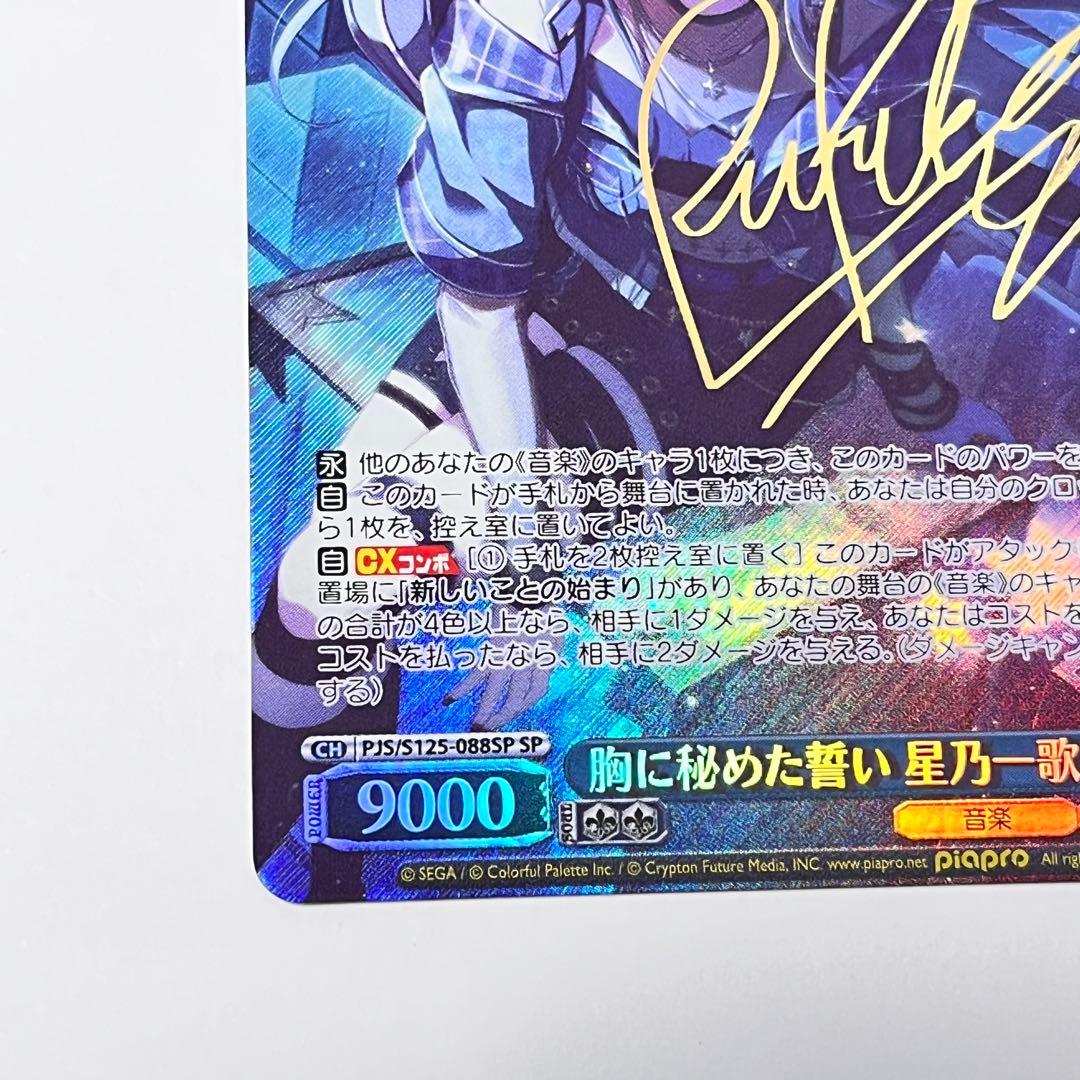 永 他のあなたの《音楽》のキャラ1枚につき、このカードのパワーを
自 このカードが手札から舞台に置かれた時、あなたは自分のクロ
ら1枚を、控え室に置いてよい。
自 CXコンボ [① 手札を2枚控え室に置く] このカードがアタック
置場に「新しいことの始まり」があり、あなたの舞台の《音楽》のキャ
の合計が4色以上なら、相手に1ダメージを与え、あなたはコストを
コストを払ったなら、相手に2ダメージを与える。(ダメージキャン
する)
CH PJS/S125-088SP SP
胸に秘めた誓い 星乃一歌
POWER 9000 SOUL
音楽
© SEGA / © Colorful Palette Inc. / © Crypton Future Media, INC. www.piapro.net piapro All rig